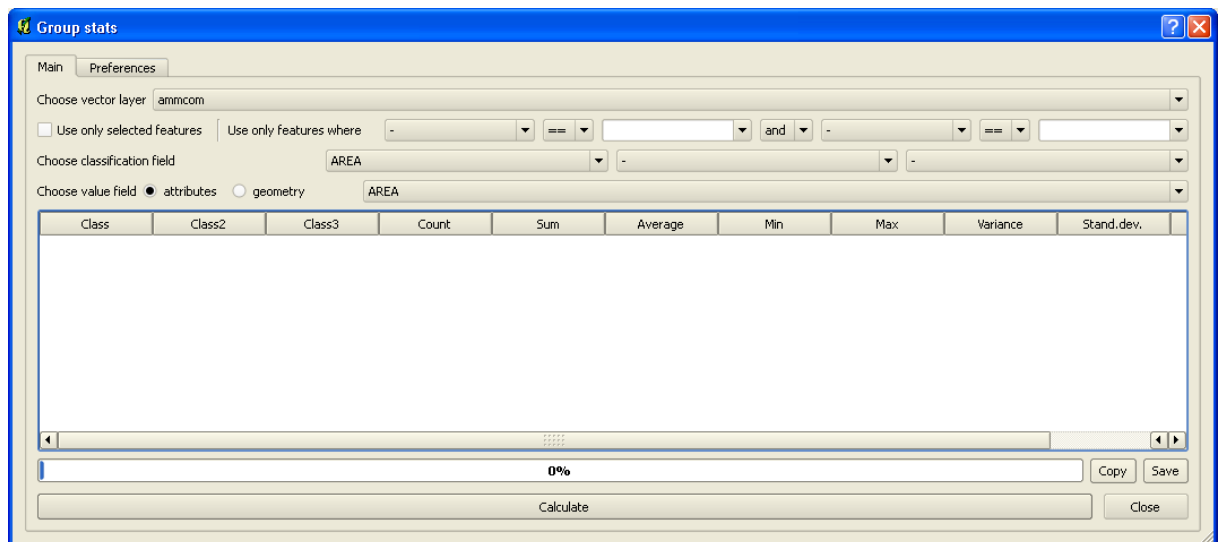 Group stats
Main Preferences
Choose vector layer ammcom
Use only selected features Use only features where - == and - ==
Choose classification field AREA - -
Choose value field attributes geometry AREA
Class Class2 Class3 Count Sum Average Min Max Variance Stand.dev.
0% Copy Save
Calculate Close